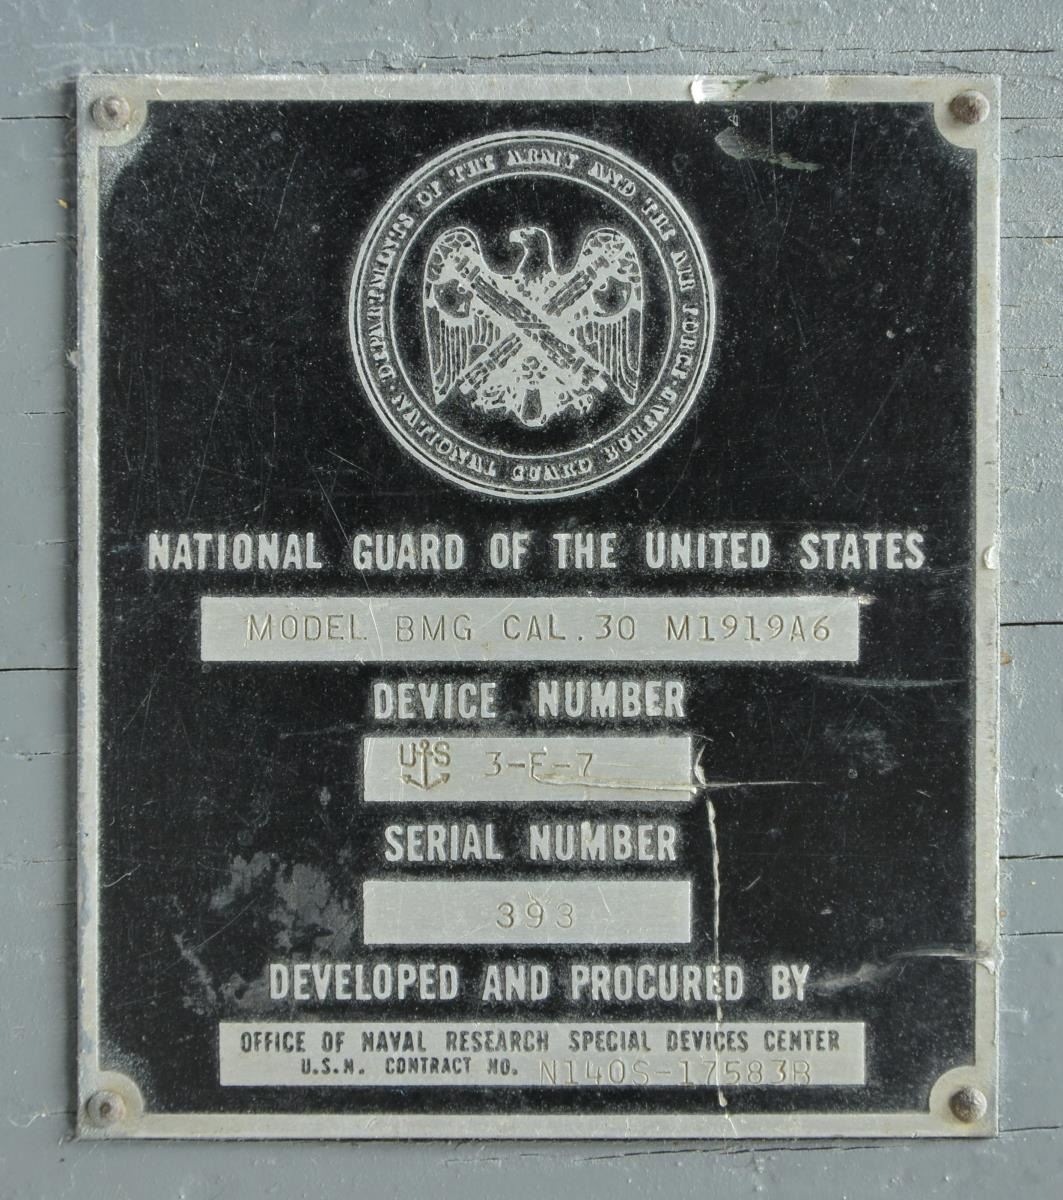 DEPARTMENTS OF THE ARMY AND THE AIR FORCE
NATIONAL GUARD BUREAU
NATIONAL GUARD OF THE UNITED STATES
MODEL BMG CAL.30 M1919A6
DEVICE NUMBER
US 3-E-7
SERIAL NUMBER
393
DEVELOPED AND PROCURED BY
OFFICE OF NAVAL RESEARCH SPECIAL DEVICES CENTER
U.S.N. CONTRACT NO. N140S-17583B